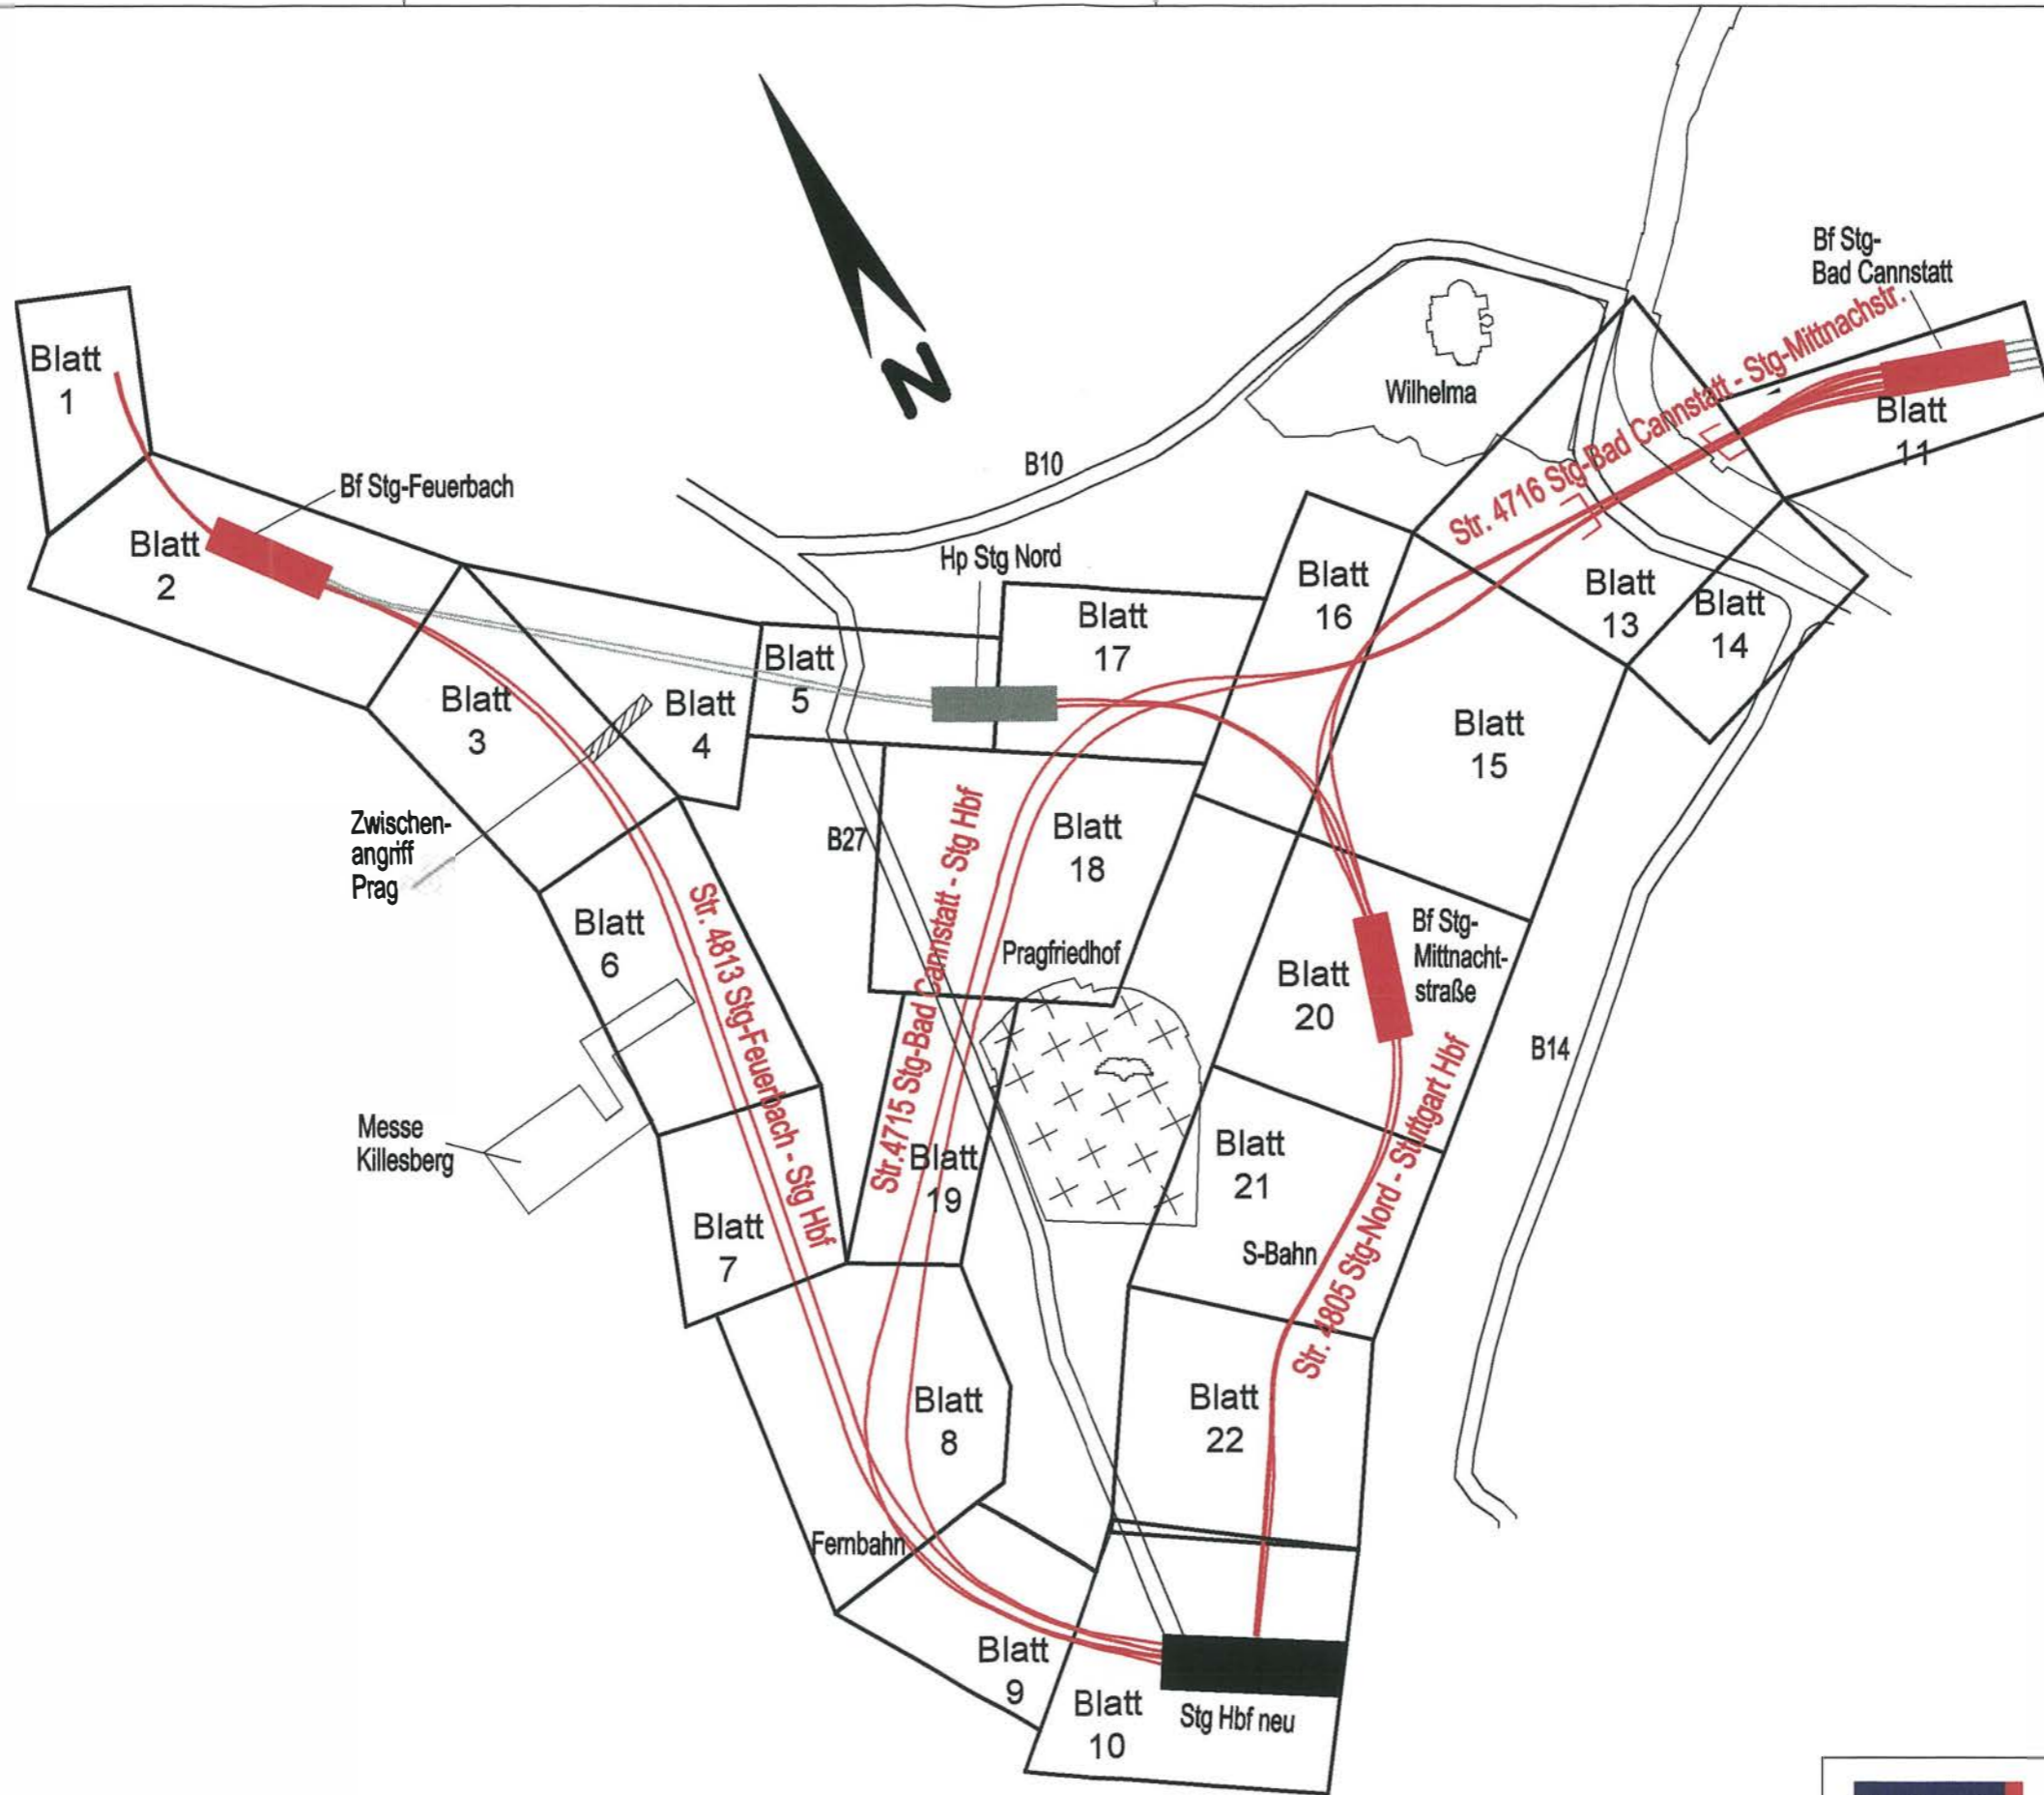 Bf Stg-
Bad Cannstatt
Str. 4716 Stg-Bad Cannstatt - Stg-Mittnachstr.
Blatt
1
Wilhelma
Blatt
11
B10
Bf Stg-Feuerbach
N
Blatt
2
Hp Stg Nord
Blatt
16
Blatt
13
Blatt
14
Blatt
17
Blatt
5
Blatt
3
Blatt
4
Blatt
15
Zwischen-
angriff
Prag
B27
Blatt
18
Str.4715 Stg-Bad Cannstatt - Stg Hbf
Blatt
6
Str. 4813 Stg-Feuerbach - Stg Hbf
Pragfriedhof
Blatt
20
Bf Stg-
Mittnacht-
straße
B14
Messe
Killesberg
Blatt
19
Blatt
21
Blatt
7
S-Bahn
Str. 4805 Stg-Nord - Stuttgart Hbf
Blatt
8
Blatt
22
Fernbahn
Blatt
9
Blatt
10
Stg Hbf neu